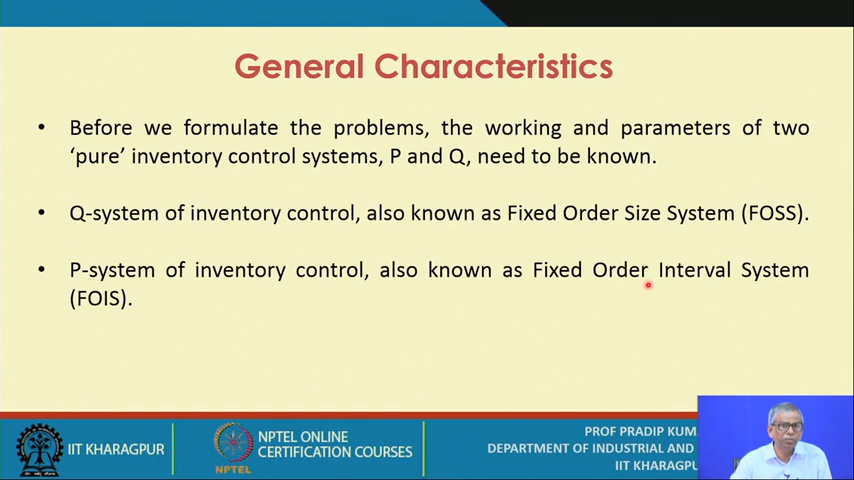 General Characteristics
• Before we formulate the problems, the working and parameters of two
'pure' inventory control systems, P and Q, need to be known.
• Q-system of inventory control, also known as Fixed Order Size System (FOSS).
• P-system of inventory control, also known as Fixed Order Interval System
(FOIS).
IIT KHARAGPUR
NPTEL
NPTEL ONLINE
CERTIFICATION COURSES
PROF PRADIP
DEPARTMENT OF INDUSTRIAL AND
IIT KHARAGPUR